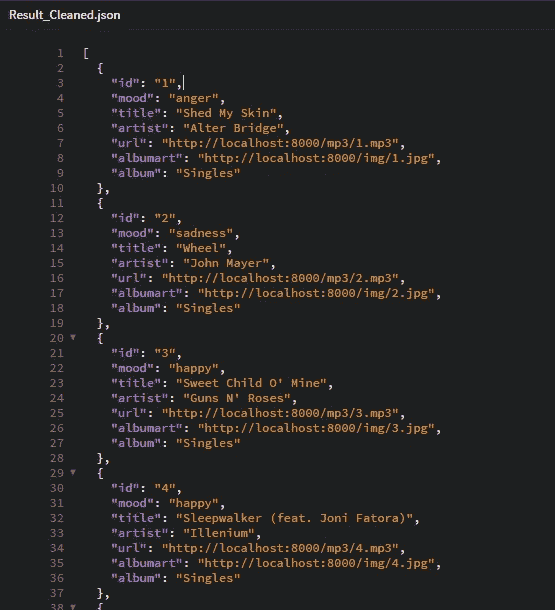 Result_Cleaned.json
1 [
2 {
3 "id": "1",
4 "mood": "anger",
5 "title": "Shed My Skin",
6 "artist": "Alter Bridge",
7 "url": "http://localhost:8000/mp3/1.mp3",
8 "albumart": "http://localhost:8000/img/1.jpg",
9 "album": "Singles"
10 },
11 {
12 "id": "2",
13 "mood": "sadness",
14 "title": "Wheel",
15 "artist": "John Mayer",
16 "url": "http://localhost:8000/mp3/2.mp3",
17 "albumart": "http://localhost:8000/img/2.jpg",
18 "album": "Singles"
19 },
20 {
21 "id": "3",
22 "mood": "happy",
23 "title": "Sweet Child O' Mine",
24 "artist": "Guns N' Roses",
25 "url": "http://localhost:8000/mp3/3.mp3",
26 "albumart": "http://localhost:8000/img/3.jpg",
27 "album": "Singles"
28 },
29 {
30 "id": "4",
31 "mood": "happy",
32 "title": "Sleepwalker (feat. Joni Fatora)",
33 "artist": "Illenium",
34 "url": "http://localhost:8000/mp3/4.mp3",
35 "albumart": "http://localhost:8000/img/4.jpg",
36 "album": "Singles"
37 },
38 {